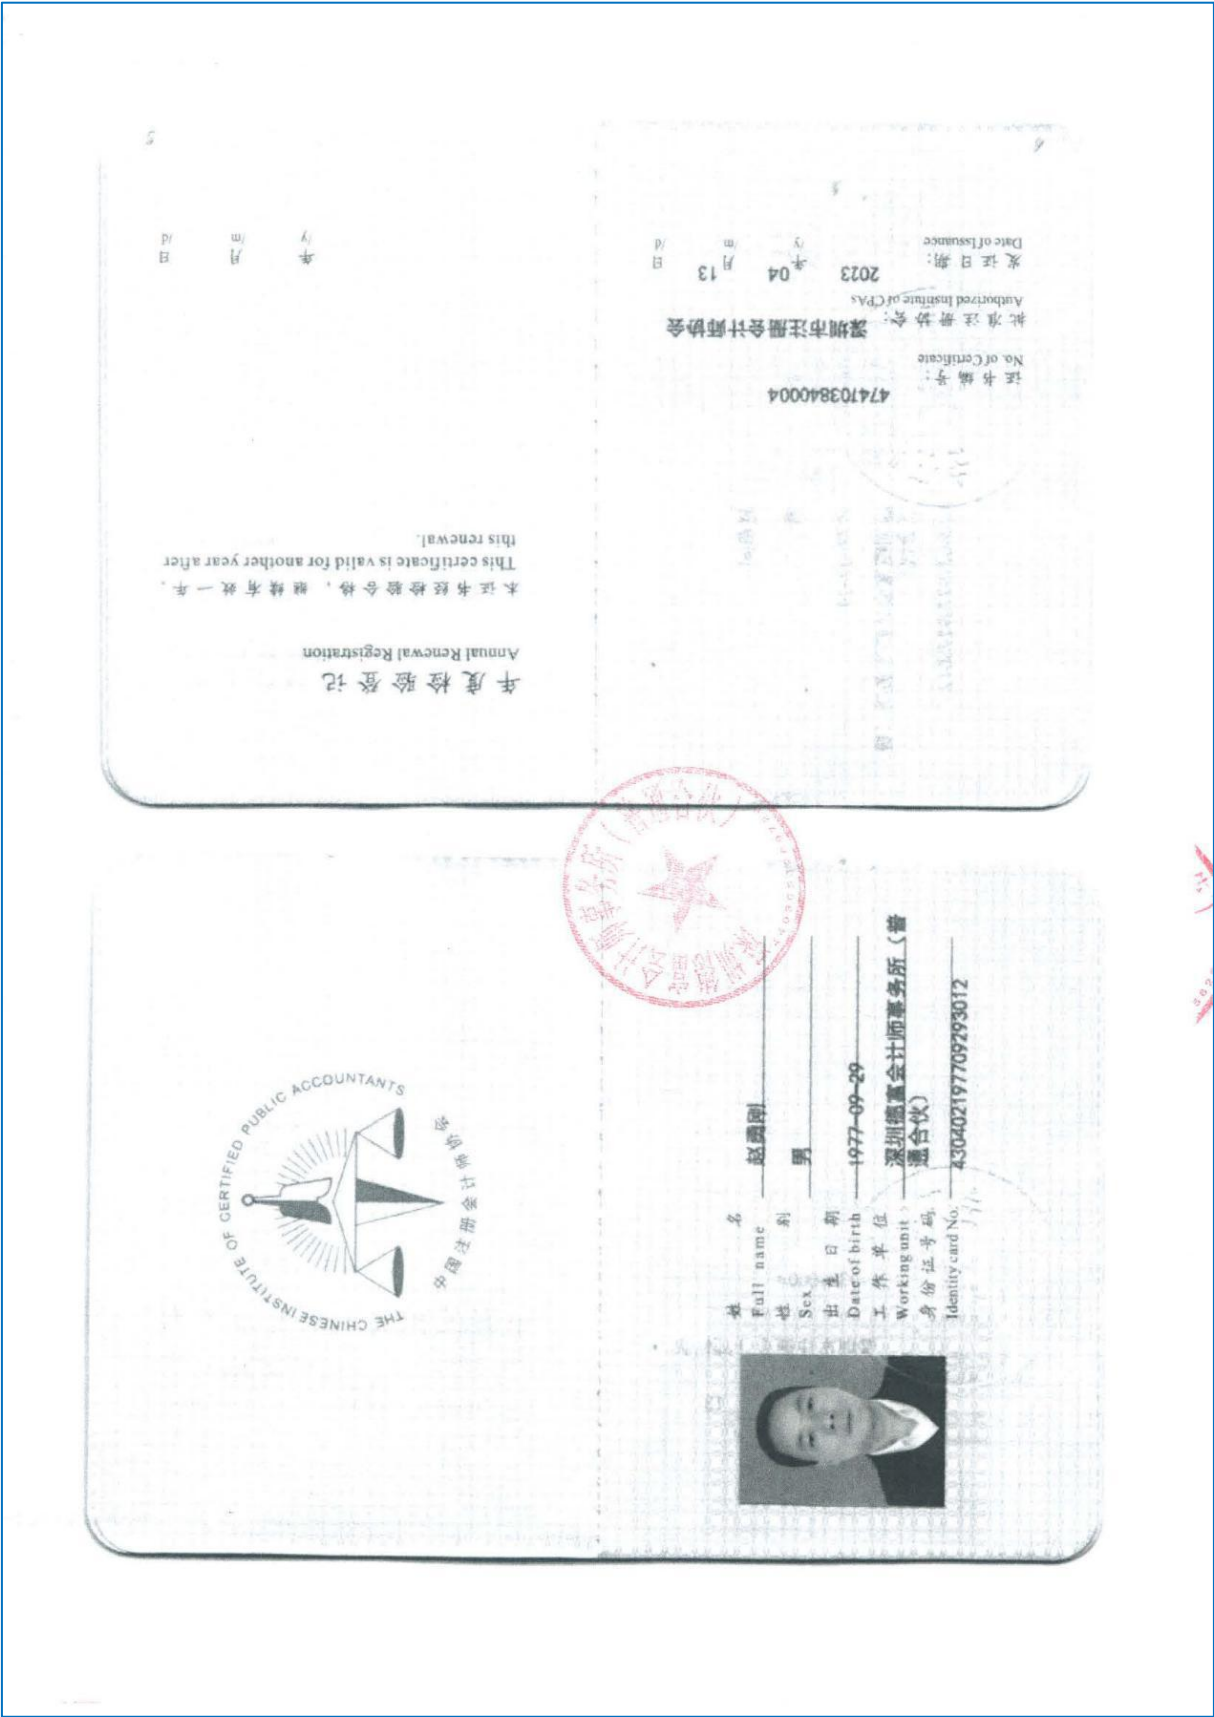 证书编号:
No. of Certificate
474703840004
批准注册协会:
Authorized Institute of CPAs
深圳市注册会计师协会
发证日期:
Date of Issuance
2023 年 04 月 13 日
/y /m /d
6
年度检验登记
Annual Renewal Registration
本证书经检验合格，继续有效一年。
This certificate is valid for another year after
this renewal.
年 月 日
/y /m /d
5
THE CHINESE INSTITUTE OF CERTIFIED PUBLIC ACCOUNTANTS
中国注册会计师协会
姓名 赵勇刚
Full name
性别 男
Sex
出生日期 1977-09-29
Date of birth
工作单位 深圳德富会计师事务所（普
Working unit 通合伙）
身份证号码 430402197709293012
Identity card No.